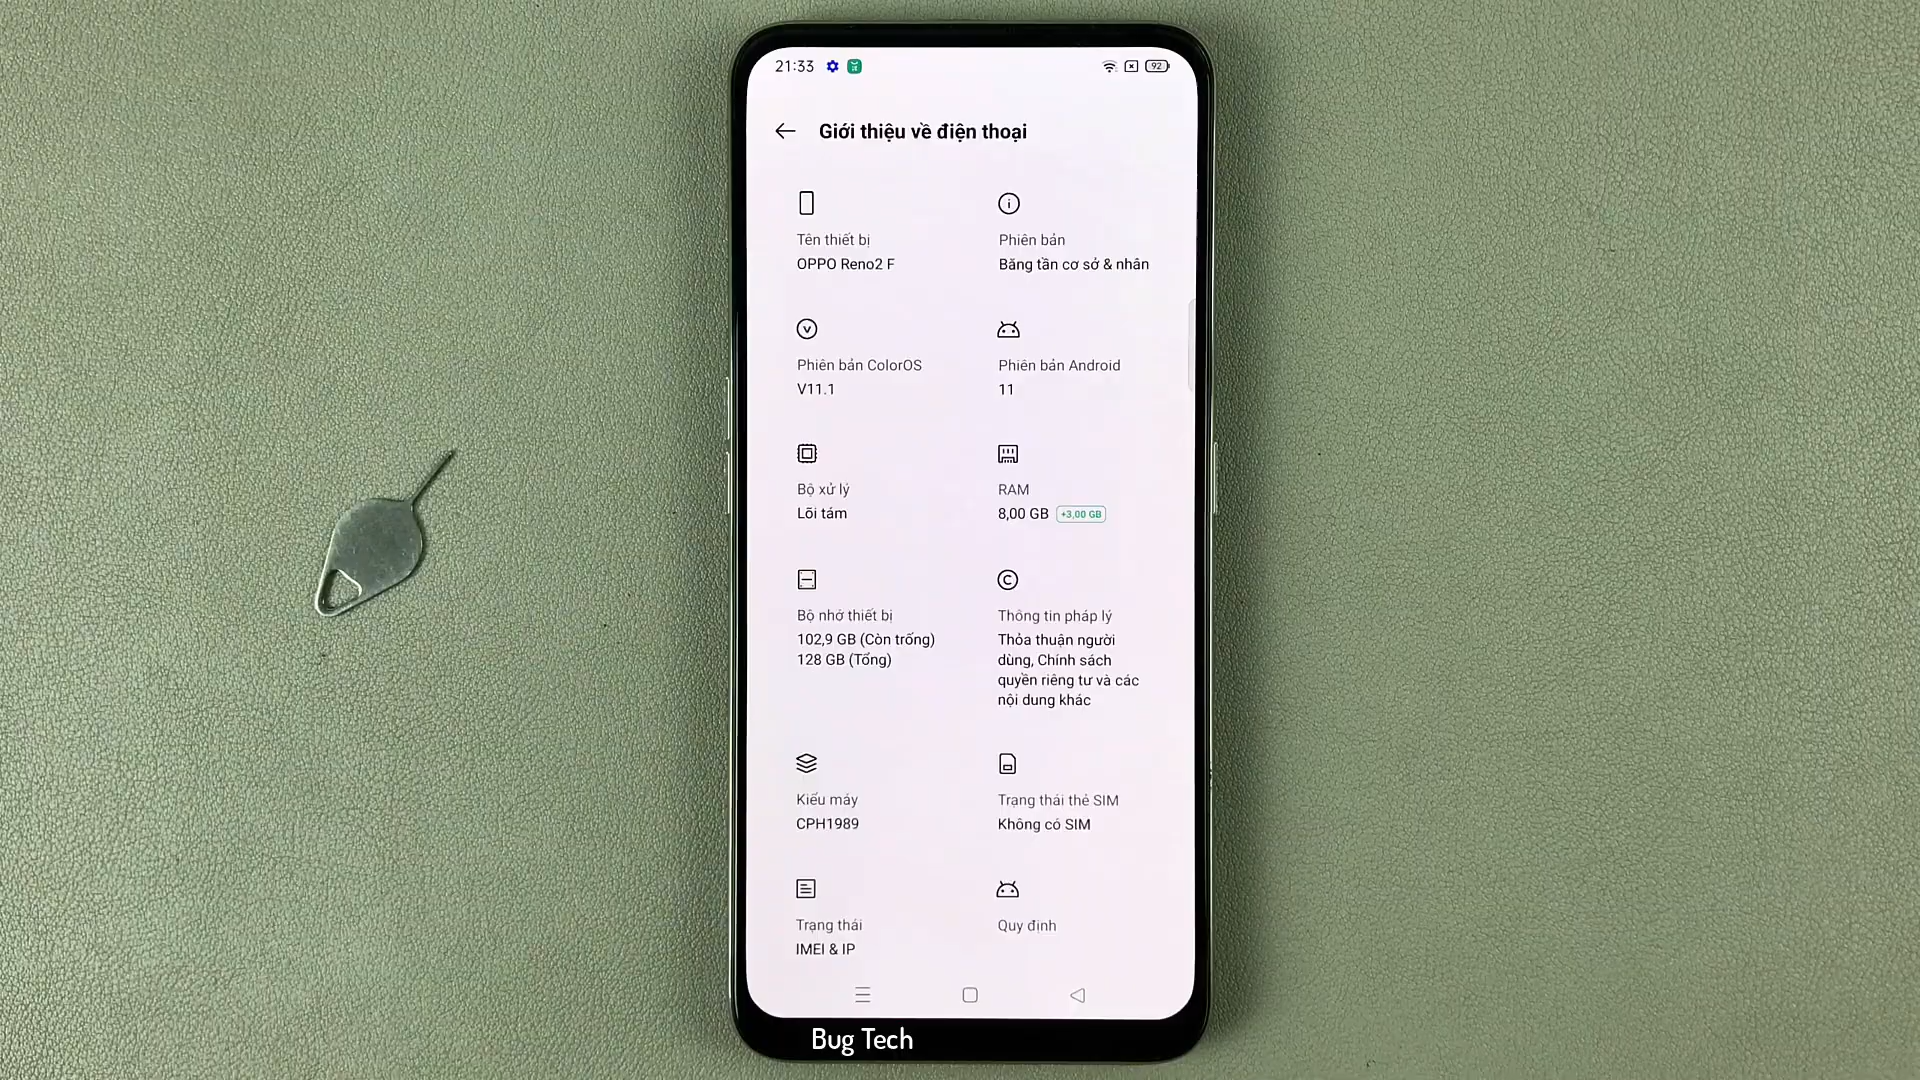 21:33
92
Giới thiệu về điện thoại
Tên thiết bị
OPPO Reno2 F
Phiên bản
Băng tần cơ sở & nhân
Phiên bản ColorOS
V11.1
Phiên bản Android
11
Bộ xử lý
Lõi tám
RAM
8,00 GB +3,00 GB
Bộ nhớ thiết bị
102,9 GB (Còn trống)
128 GB (Tổng)
Thông tin pháp lý
Thỏa thuận người
dùng, Chính sách
quyền riêng tư và các
nội dung khác
Kiểu máy
CPH1989
Trạng thái thẻ SIM
Không có SIM
Trạng thái
IMEI & IP
Quy định
Bug Tech